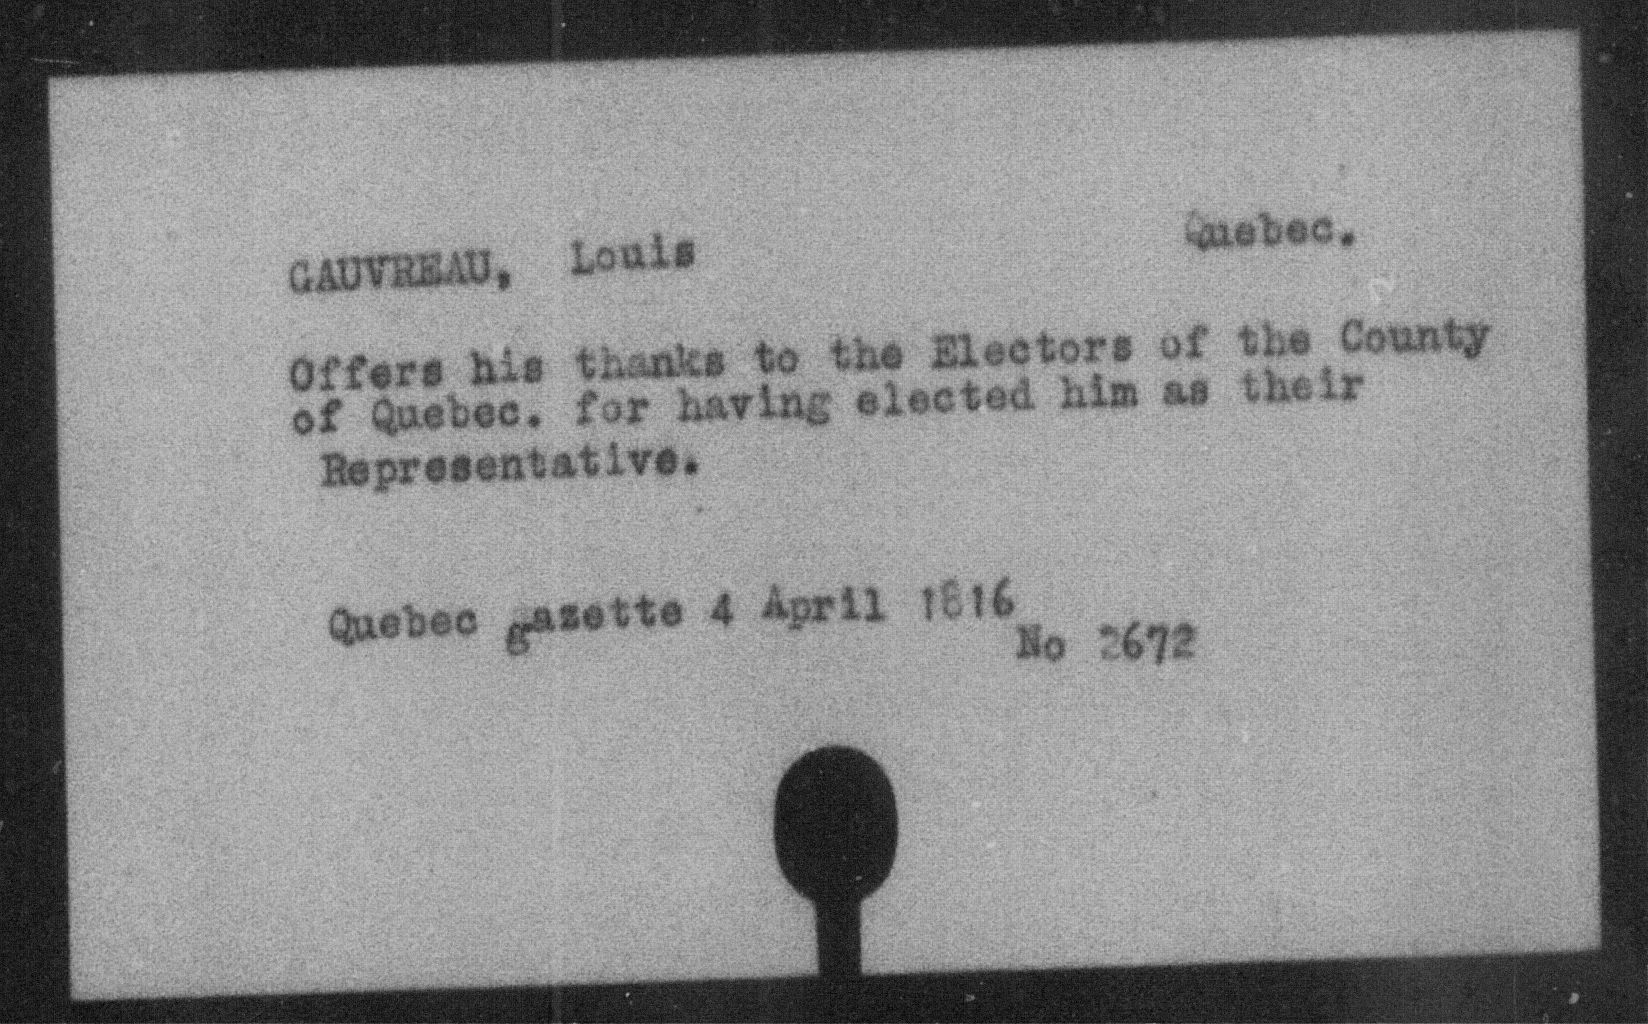 GAUVREAU, Louis Quebec.
Offers his thanks to the Electors of the County
of Quebec. for having elected him as their
Representative.
Quebec gazette 4 April 1816
No 2672